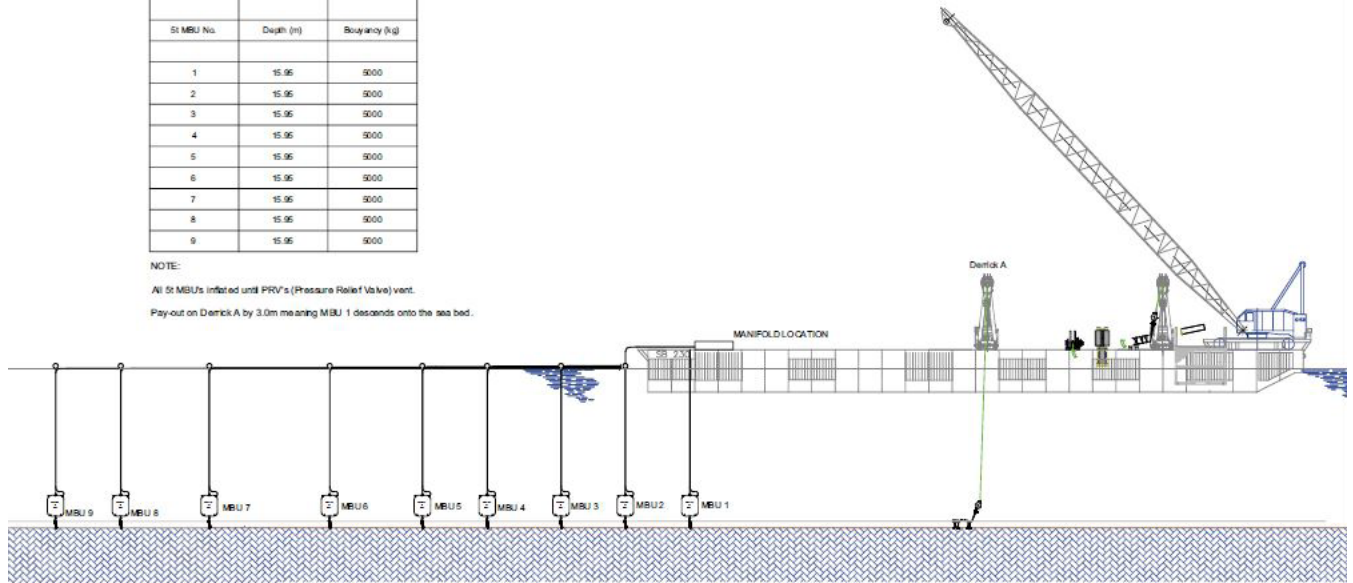 5t MBU No. Depth (m) Bouyancy (kg)
1 15.95 5000
2 15.95 5000
3 15.95 5000
4 15.95 5000
5 15.95 5000
6 15.95 5000
7 15.95 5000
8 15.95 5000
9 15.95 5000
NOTE:
All 5t MBU's inflated until PRV's (Pressure Relief Valve) vent.
Pay-out on Derrick A by 3.0m meaning MBU 1 descends onto the sea bed.
Derrick A
MANIFOLD LOCATION
SB 230
MBU 9
MBU 8
MBU 7
MBU 6
MBU 5
MBU 4
MBU 3
MBU 2
MBU 1